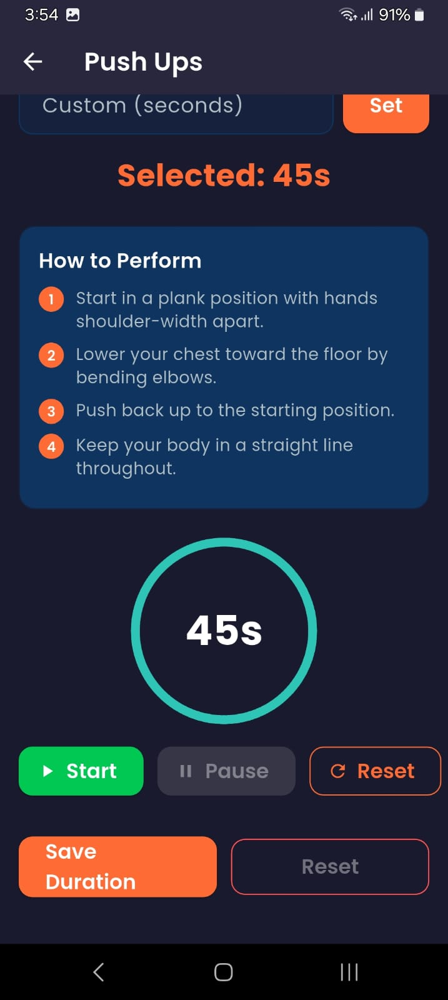 3:54 91%
Push Ups
Custom (seconds) Set
Selected: 45s
How to Perform
1 Start in a plank position with hands
shoulder-width apart.
2 Lower your chest toward the floor by
bending elbows.
3 Push back up to the starting position.
4 Keep your body in a straight line
throughout.
45s
Start Pause Reset
Save
Duration
Reset